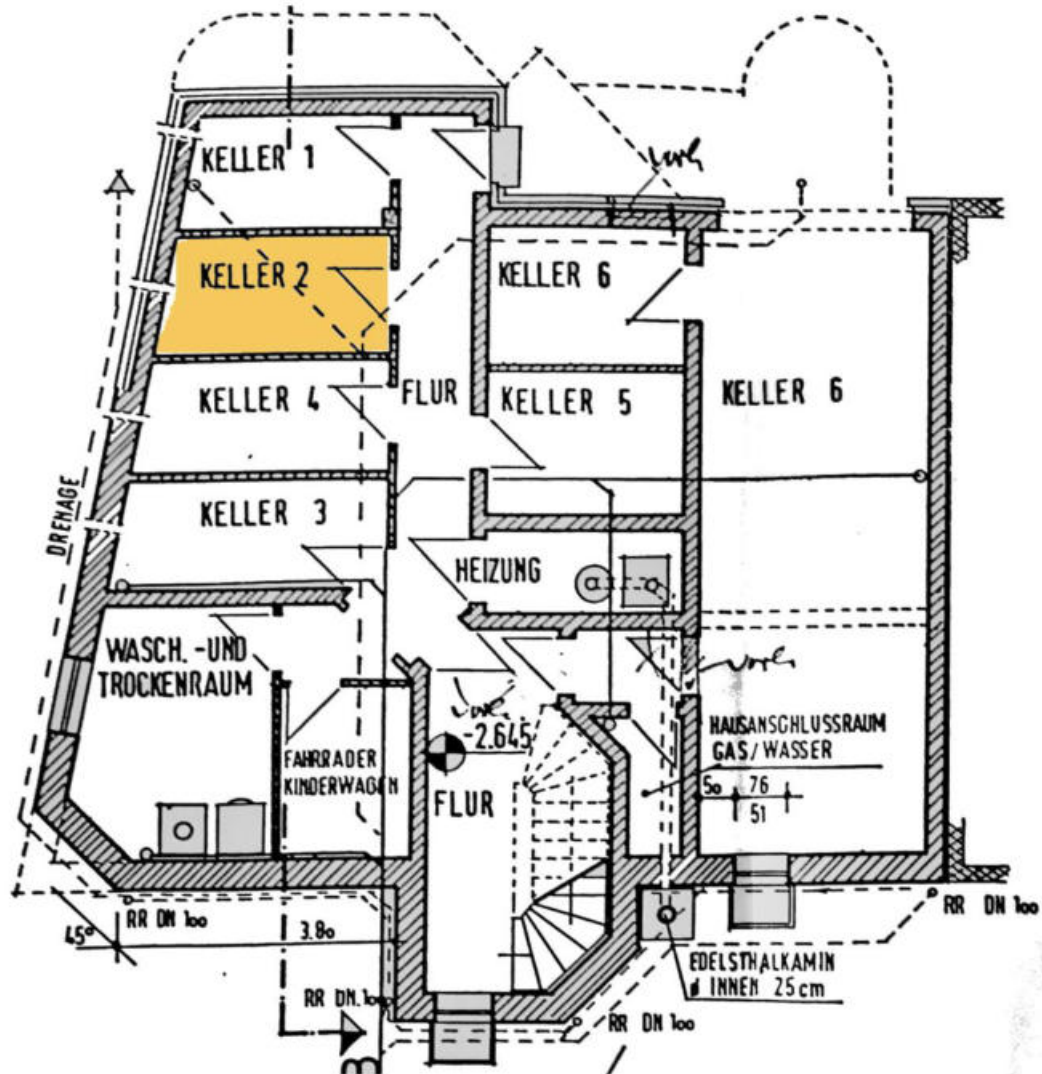 KELLER 1
KELLER 2
KELLER 6
KELLER 4
FLUR
KELLER 5
KELLER 6
DRENAGE
KELLER 3
HEIZUNG
WASCH.-UND
TROCKENRAUM
-2.645
HAUSANSCHLUSSRAUM
GAS/WASSER
FAHRRADER
KINDERWAGEN
FLUR
50 76
51
RR DN 100
45°
3.80
RR DN 100
EDELSTHALKAMIN
ø INNEN 25cm
RR DN.100
RR DN 100
B